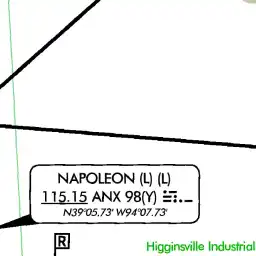 NAPOLEON (L) (L)
115.15 ANX 98(Y)
N39°05.73' W94°07.73'
R
Higginsville Industrial